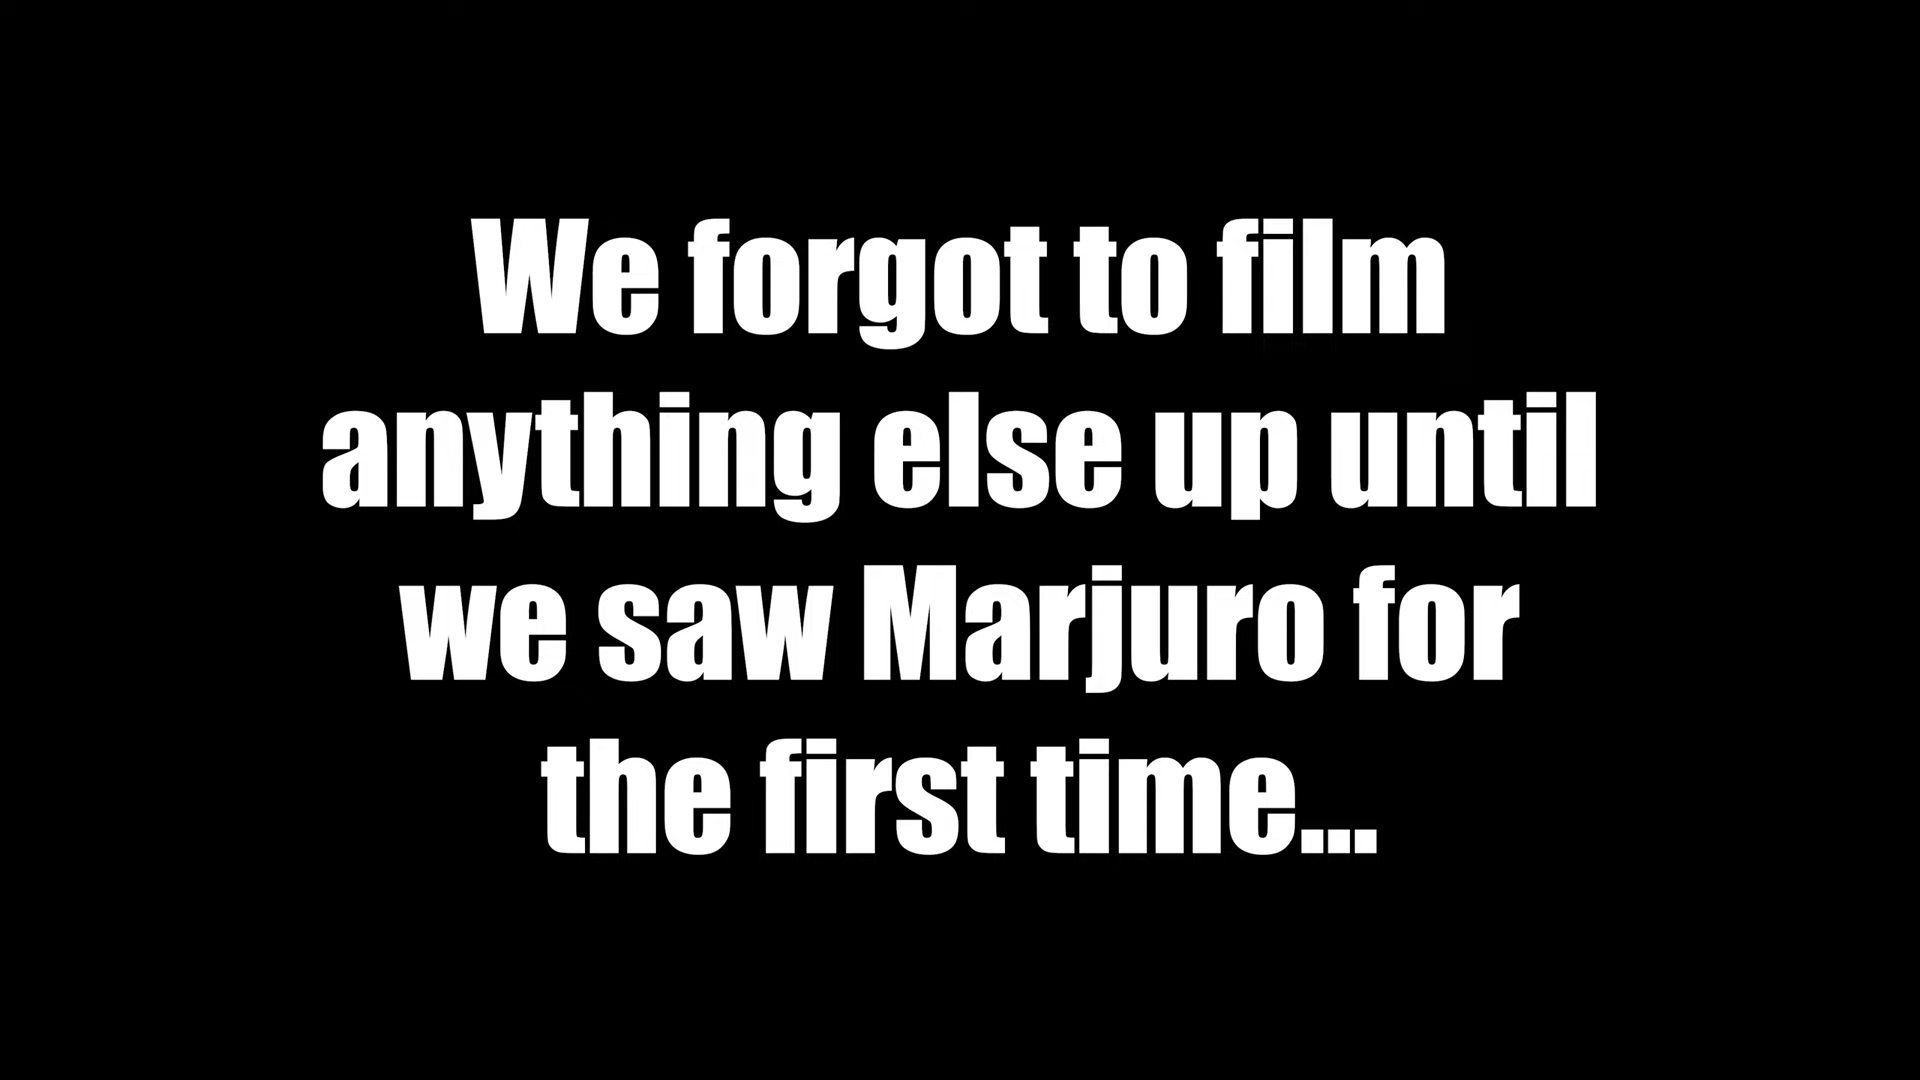 We forgot to film
anything else up until
we saw Marjuro for
the first time...